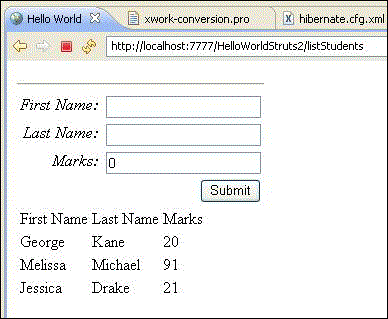 Hello World xwork-conversion.pro hibernate.cfg.xml
http://localhost:7777/HelloWorldStruts2/listStudents
First Name:
Last Name:
Marks: 0
Submit
First Name Last Name Marks
George Kane 20
Melissa Michael 91
Jessica Drake 21